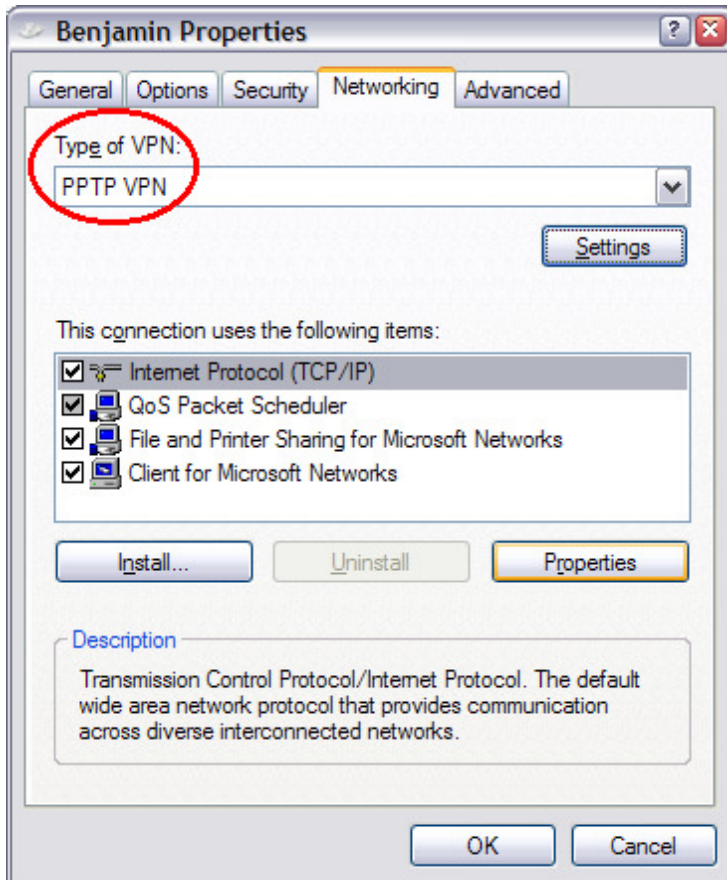 Benjamin Properties
General Options Security Networking Advanced
Type of VPN:
PPTP VPN
Settings
This connection uses the following items:
Internet Protocol (TCP/IP)
QoS Packet Scheduler
File and Printer Sharing for Microsoft Networks
Client for Microsoft Networks
Install... Uninstall Properties
Description
Transmission Control Protocol/Internet Protocol. The default
wide area network protocol that provides communication
across diverse interconnected networks.
OK Cancel